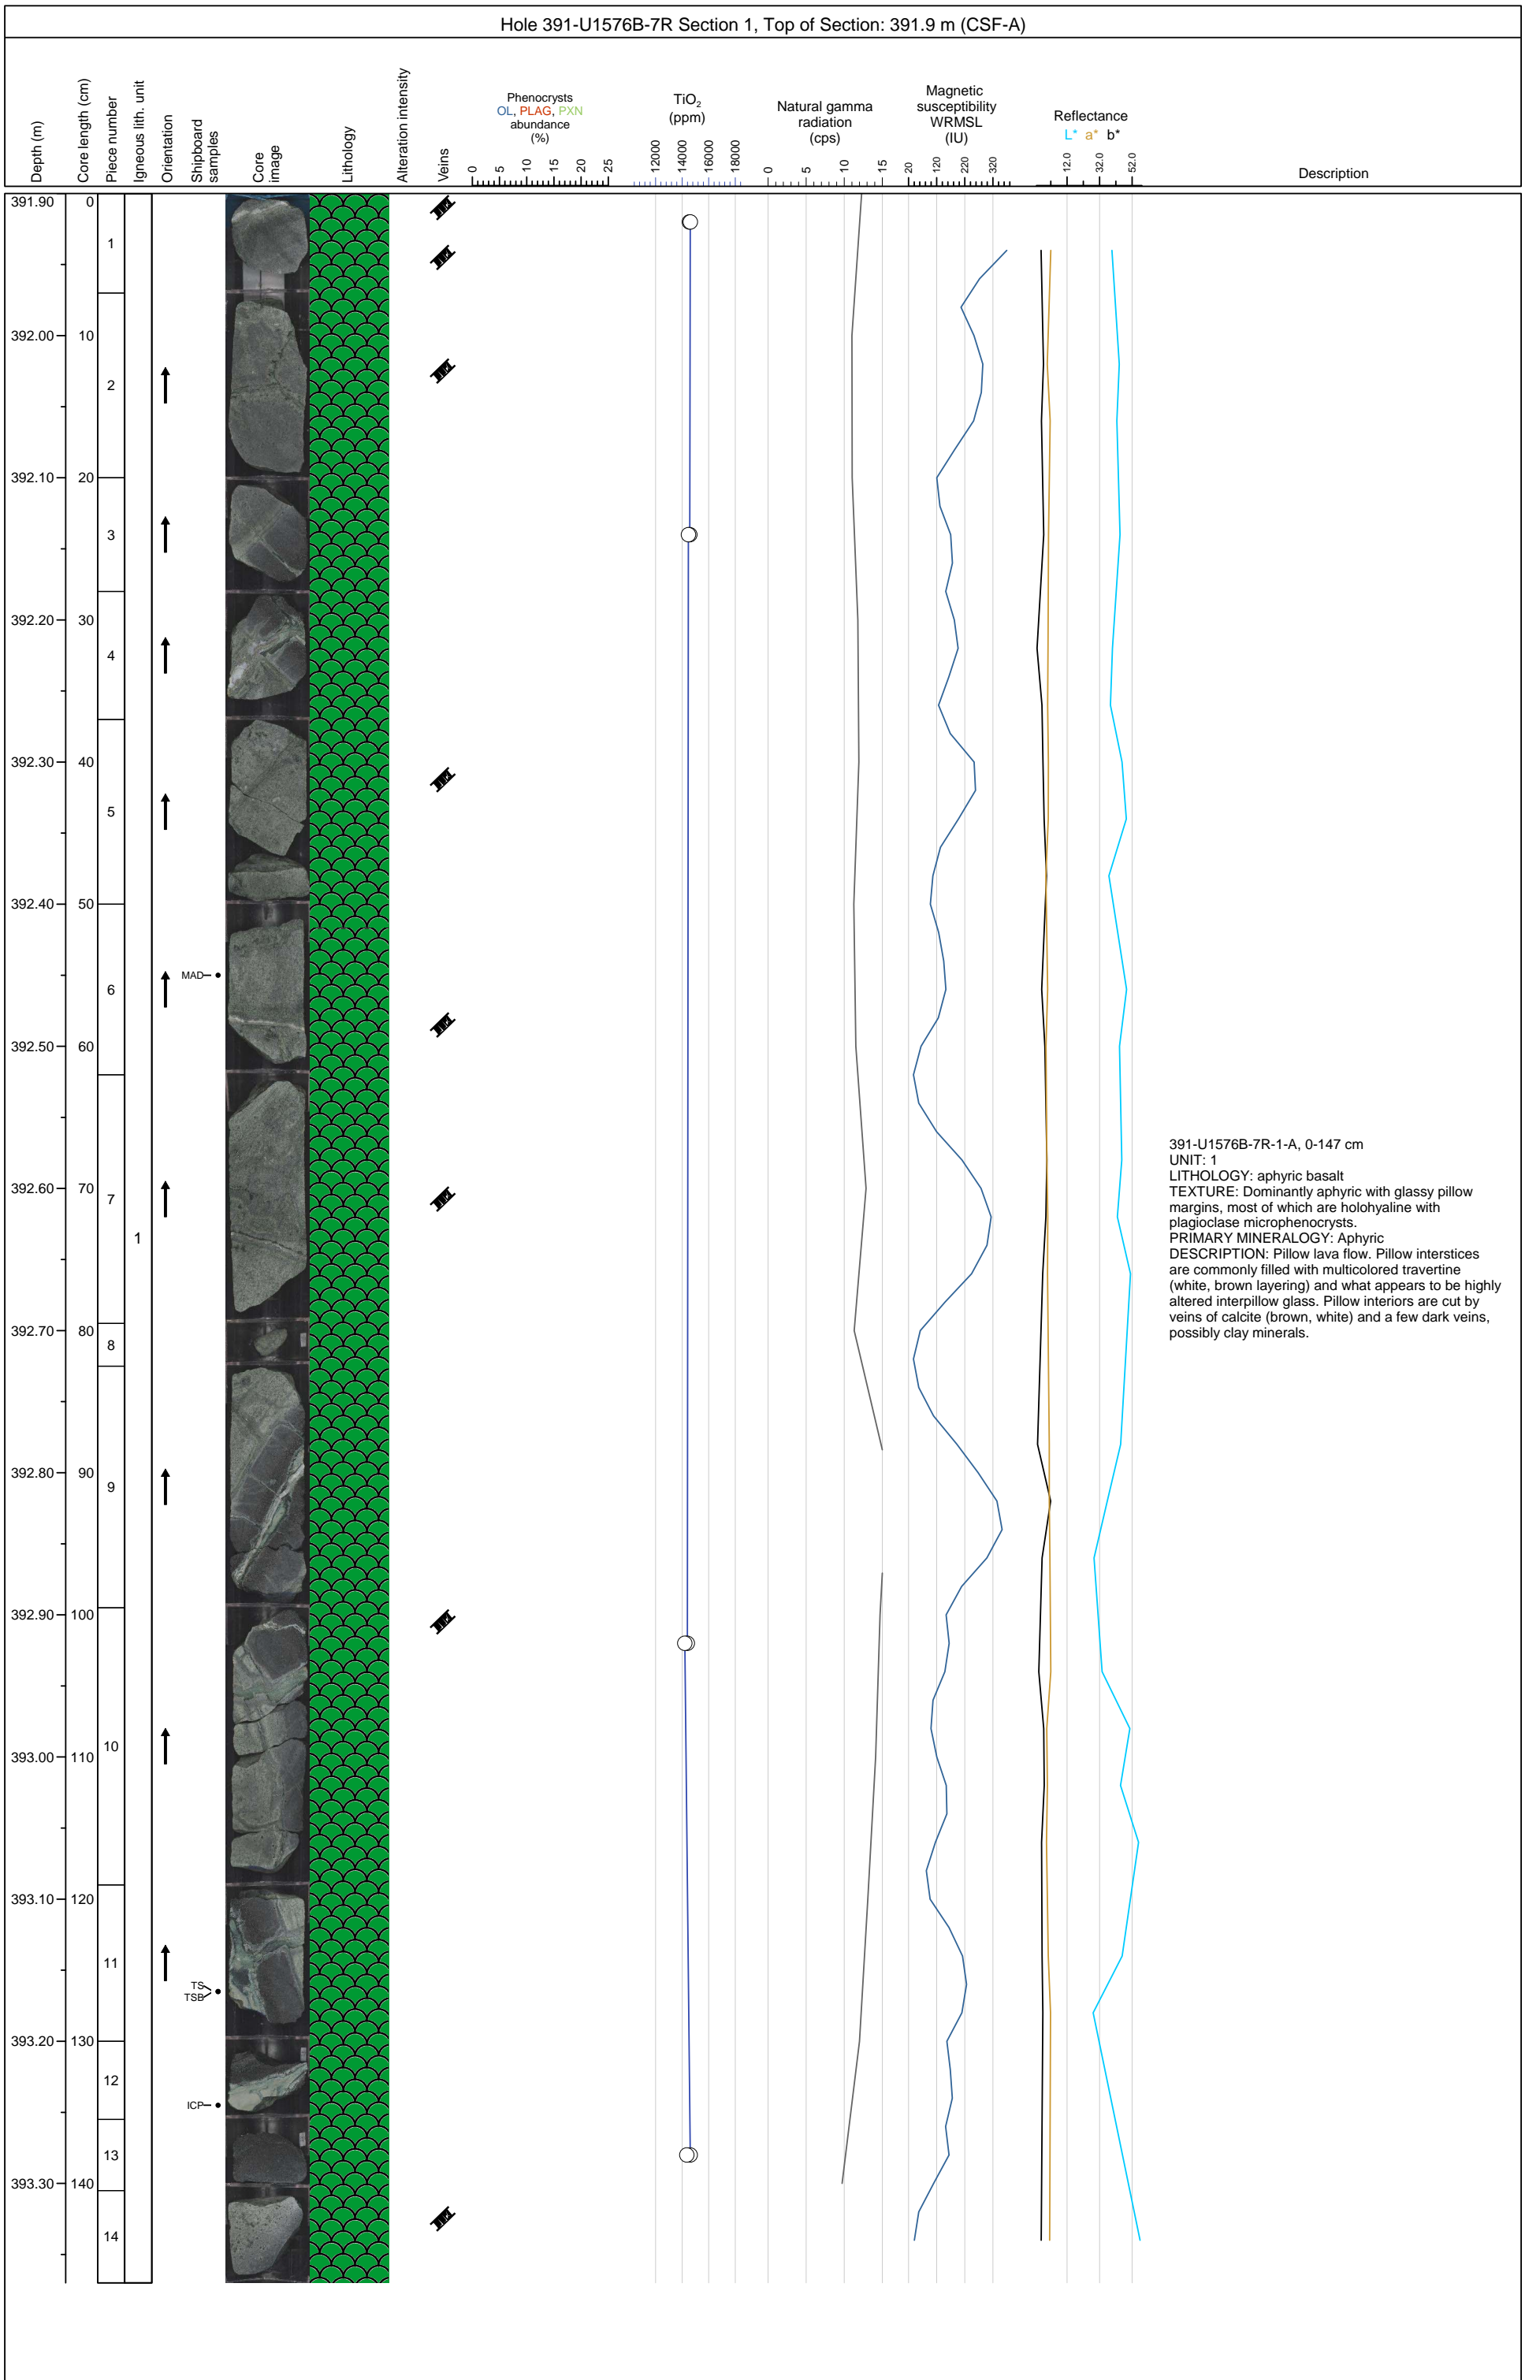 Hole 391-U1576B-7R Section 1, Top of Section: 391.9 m (CSF-A)
Depth (m)
Core length (cm)
Piece number
Igneous lith. unit
Orientation
Shipboard
samples
Core
image
Lithology
Alteration intensity
Veins
Phenocrysts
OL, PLAG, PXN
abundance
(%)
0 5 10 15 20 25
TiO2
(ppm)
12000 14000 16000 18000
Natural gamma
radiation
(cps)
0 5 10 15
Magnetic
susceptibility
WRMSL
(IU)
20 120 220 320
Reflectance
L* a* b*
12.0 32.0 52.0
Description
391.90 0
1
392.00 10
2
392.10 20
3
392.20 30
4
392.30 40
5
392.40 50
MAD
6
392.50 60
392.60 70
7
1
392.70 80
8
392.80 90
9
392.90 100
10
393.00 110
393.10 120
11
TS
TSB
393.20 130
12
ICP
13
393.30 140
14
391-U1576B-7R-1-A, 0-147 cm
UNIT: 1
LITHOLOGY: aphyric basalt
TEXTURE: Dominantly aphyric with glassy pillow
margins, most of which are holohyaline with
plagioclase microphenocrysts.
PRIMARY MINERALOGY: Aphyric
DESCRIPTION: Pillow lava flow. Pillow interstices
are commonly filled with multicolored travertine
(white, brown layering) and what appears to be highly
altered interpillow glass. Pillow interiors are cut by
veins of calcite (brown, white) and a few dark veins,
possibly clay minerals.